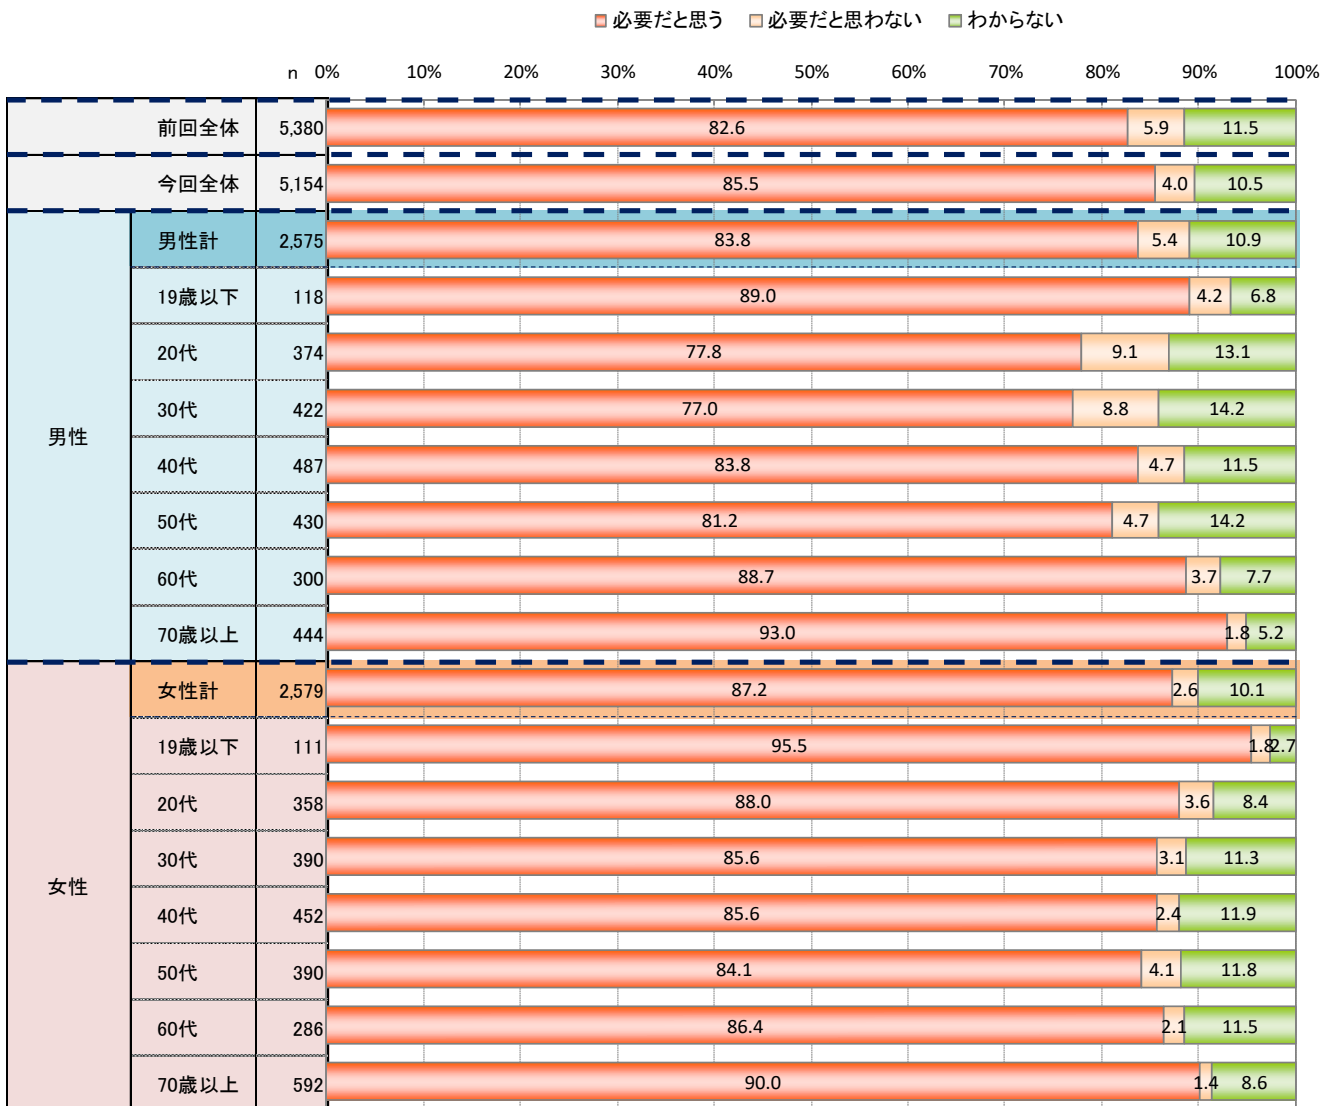 必要だと思う 必要だと思わない わからない
n 0% 10% 20% 30% 40% 50% 60% 70% 80% 90% 100%
前回全体 5,380 82.6 5.9 11.5
今回全体 5,154 85.5 4.0 10.5
男性計 2,575 83.8 5.4 10.9
19歳以下 118 89.0 4.2 6.8
20代 374 77.8 9.1 13.1
30代 422 77.0 8.8 14.2
男性
40代 487 83.8 4.7 11.5
50代 430 81.2 4.7 14.2
60代 300 88.7 3.7 7.7
70歳以上 444 93.0 1.8 5.2
女性計 2,579 87.2 2.6 10.1
19歳以下 111 95.5 1.8 2.7
20代 358 88.0 3.6 8.4
30代 390 85.6 3.1 11.3
女性
40代 452 85.6 2.4 11.9
50代 390 84.1 4.1 11.8
60代 286 86.4 2.1 11.5
70歳以上 592 90.0 1.4 8.6